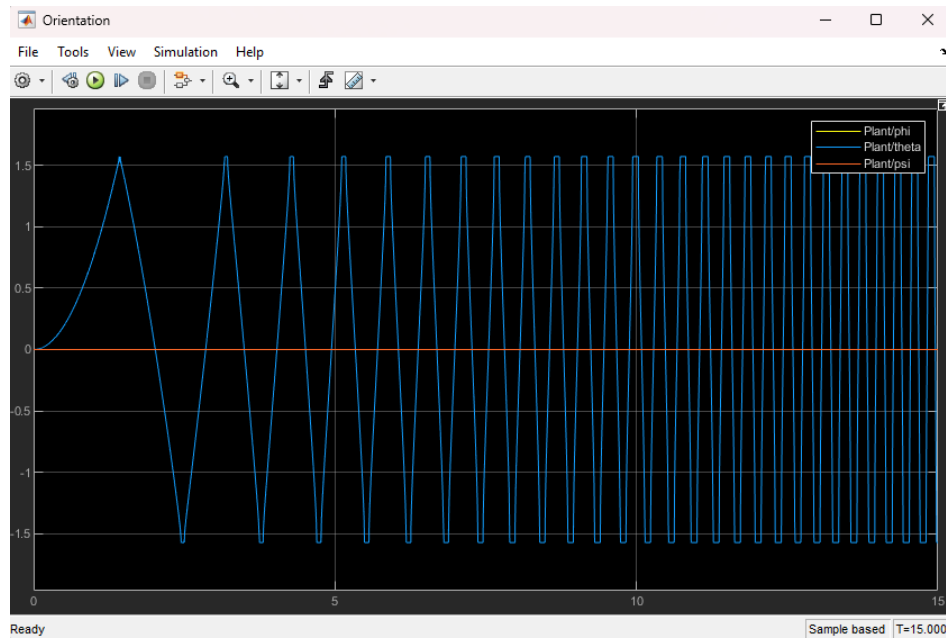 Orientation
File Tools View Simulation Help
Plant/phi
Plant/theta
Plant/psi
1.5
1
0.5
0
-0.5
-1
-1.5
0 5 10 15
Ready Sample based T=15.000